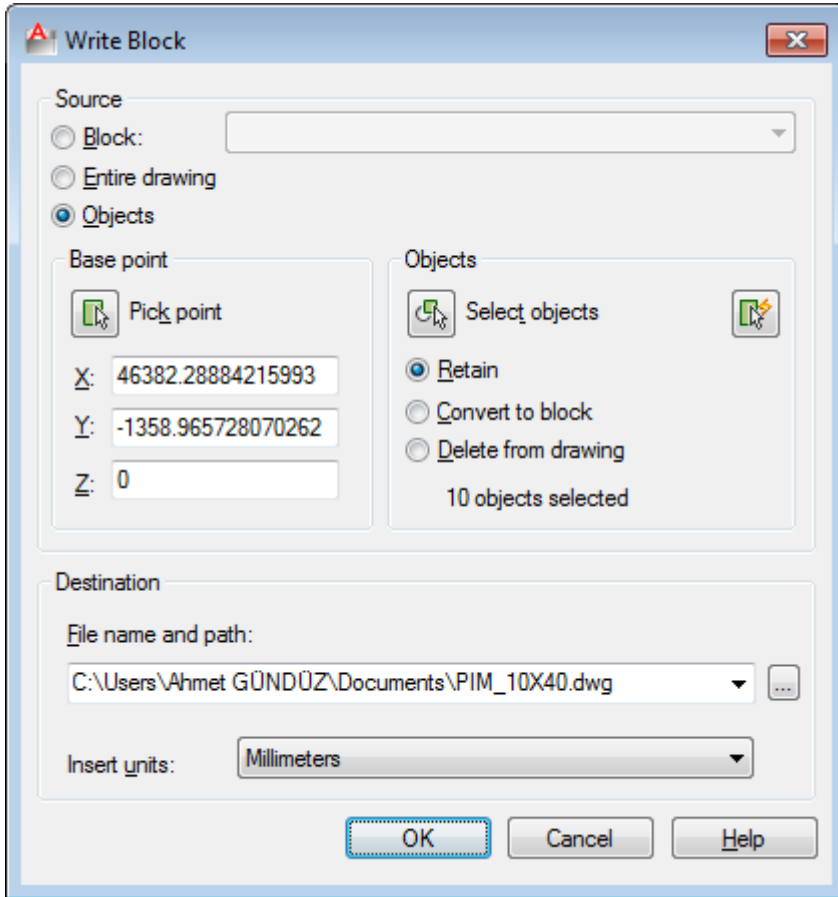 Write Block
Source
Block:
Entire drawing
Objects
Base point
Pick point
X: 46382.28884215993
Y: -1358.965728070262
Z: 0
Objects
Select objects
Retain
Convert to block
Delete from drawing
10 objects selected
Destination
File name and path:
C:\Users\Ahmet GÜNDÜZ\Documents\PIM_10X40.dwg
...
Insert units: Millimeters
OK Cancel Help